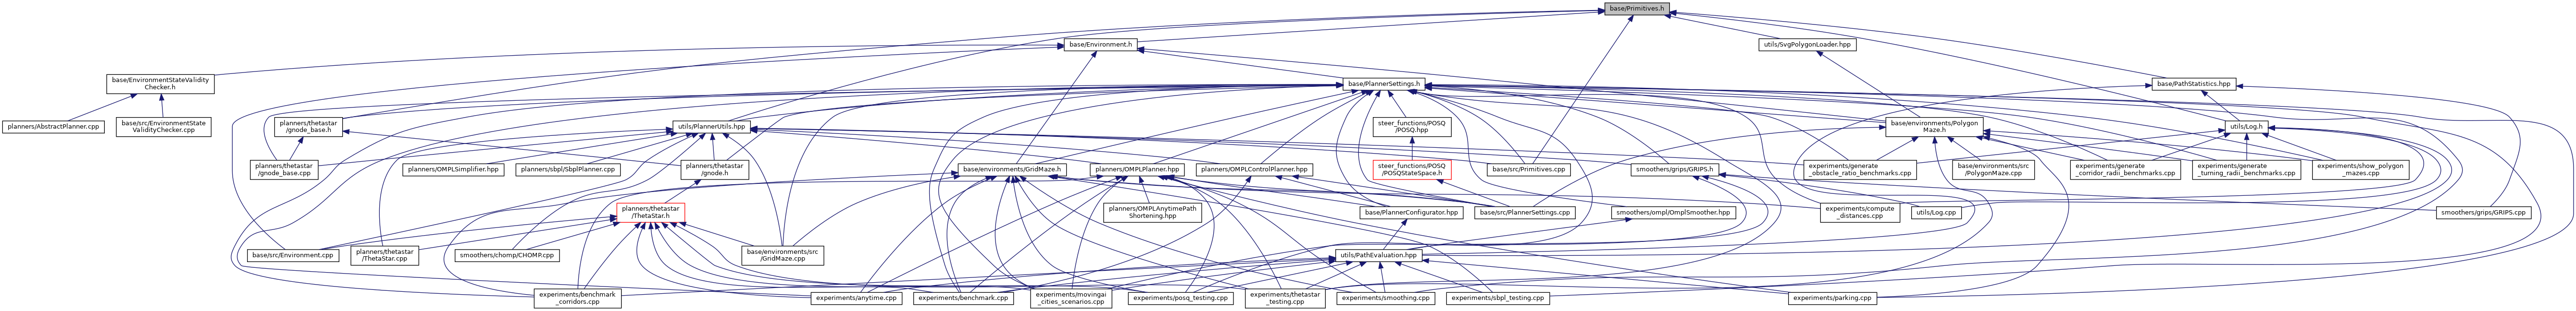 base/Primitives.h
base/Environment.h
utils/SvgPolygonLoader.hpp
base/EnvironmentStateValidity
Checker.h
base/PlannerSettings.h
base/PathStatistics.hpp
planners/AbstractPlanner.cpp
base/src/EnvironmentState
ValidityChecker.cpp
planners/thetastar
/gnode_base.h
utils/PlannerUtils.hpp
steer_functions/POSQ
/POSQ.hpp
base/environments/Polygon
Maze.h
utils/Log.h
planners/thetastar
/gnode_base.cpp
planners/OMPLSimplifier.hpp
planners/sbpl/SbplPlanner.cpp
planners/thetastar
/gnode.h
base/environments/GridMaze.h
planners/OMPLPlanner.hpp
planners/OMPLControlPlanner.hpp
steer_functions/POSQ
/POSQStateSpace.h
base/src/Primitives.cpp
smoothers/grips/GRIPS.h
experiments/generate
_obstacle_ratio_benchmarks.cpp
base/environments/src
/PolygonMaze.cpp
experiments/generate
_corridor_radii_benchmarks.cpp
experiments/generate
_turning_radii_benchmarks.cpp
experiments/show_polygon
_mazes.cpp
planners/thetastar
/ThetaStar.h
planners/OMPLAnytimePath
Shortening.hpp
base/PlannerConfigurator.hpp
base/src/PlannerSettings.cpp
smoothers/ompl/OmplSmoother.hpp
experiments/compute
_distances.cpp
utils/Log.cpp
smoothers/grips/GRIPS.cpp
base/src/Environment.cpp
planners/thetastar
/ThetaStar.cpp
smoothers/chomp/CHOMP.cpp
base/environments/src
/GridMaze.cpp
utils/PathEvaluation.hpp
experiments/benchmark
_corridors.cpp
experiments/anytime.cpp
experiments/benchmark.cpp
experiments/movingai
_cities_scenarios.cpp
experiments/posq_testing.cpp
experiments/thetastar
_testing.cpp
experiments/smoothing.cpp
experiments/sbpl_testing.cpp
experiments/parking.cpp